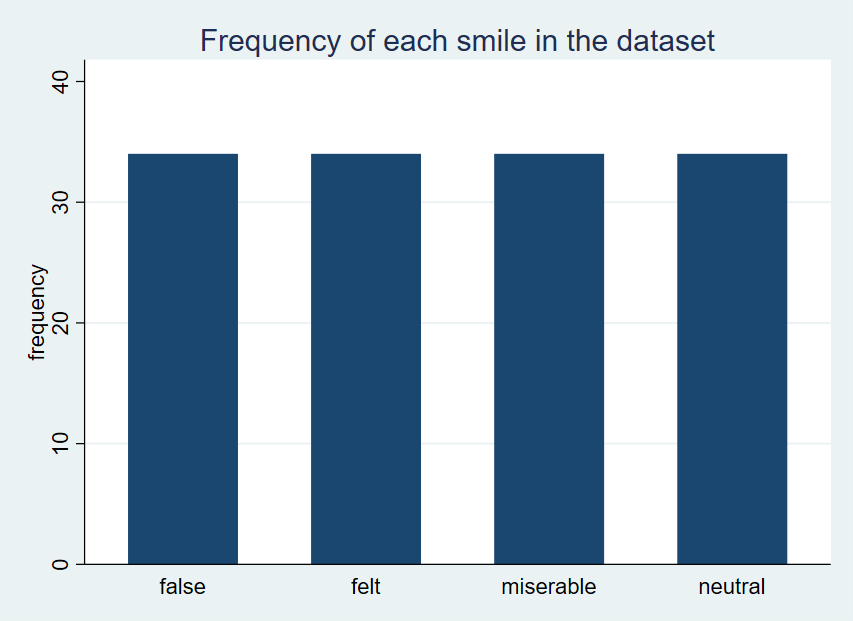 Frequency of each smile in the dataset
frequency
40
30
20
10
0
false felt miserable neutral